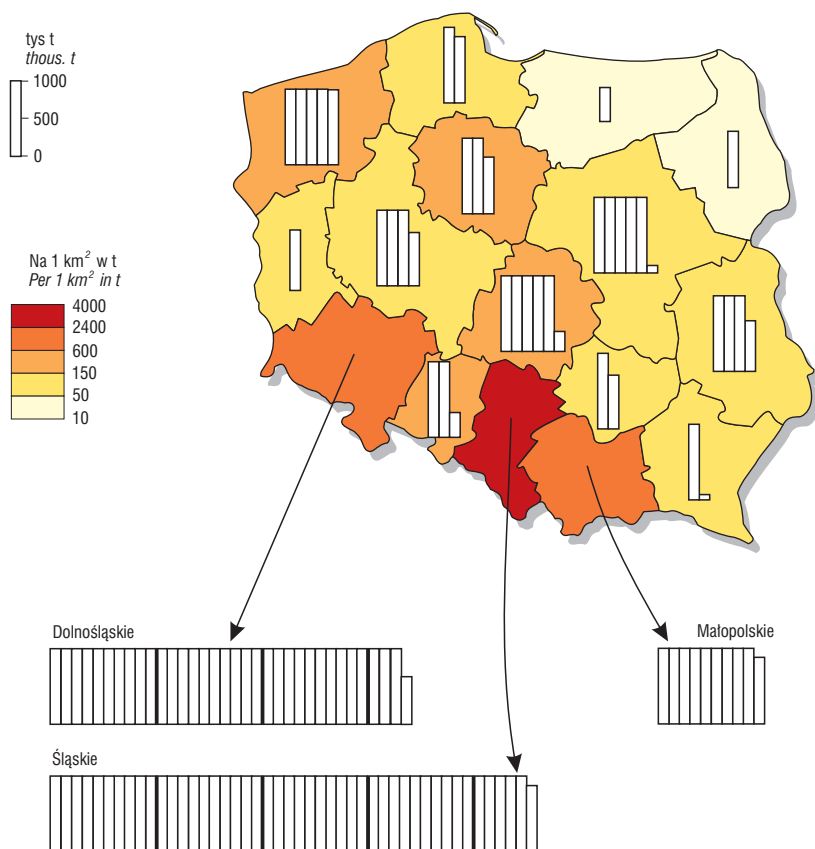 tys t
thous. t
1000
500
0
Na 1 km² w t
Per 1 km² in t
4000
2400
600
150
50
10
Dolnośląskie
Małopolskie
Śląskie